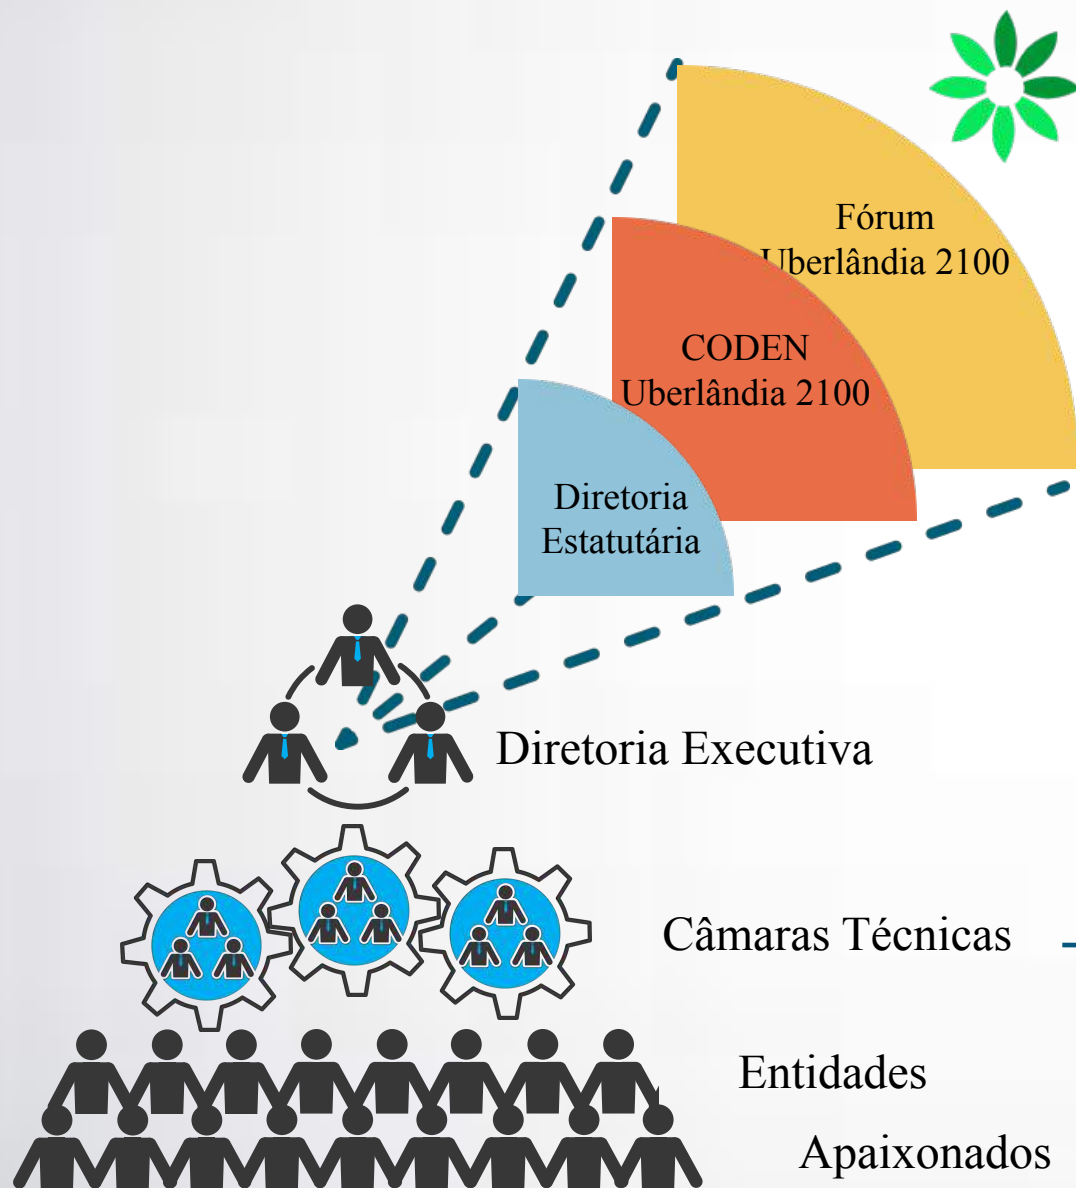 Fórum
Uberlândia 2100
CODEN
Uberlândia 2100
Diretoria
Estatutária
Diretoria Executiva
Câmaras Técnicas
Entidades
Apaixonados